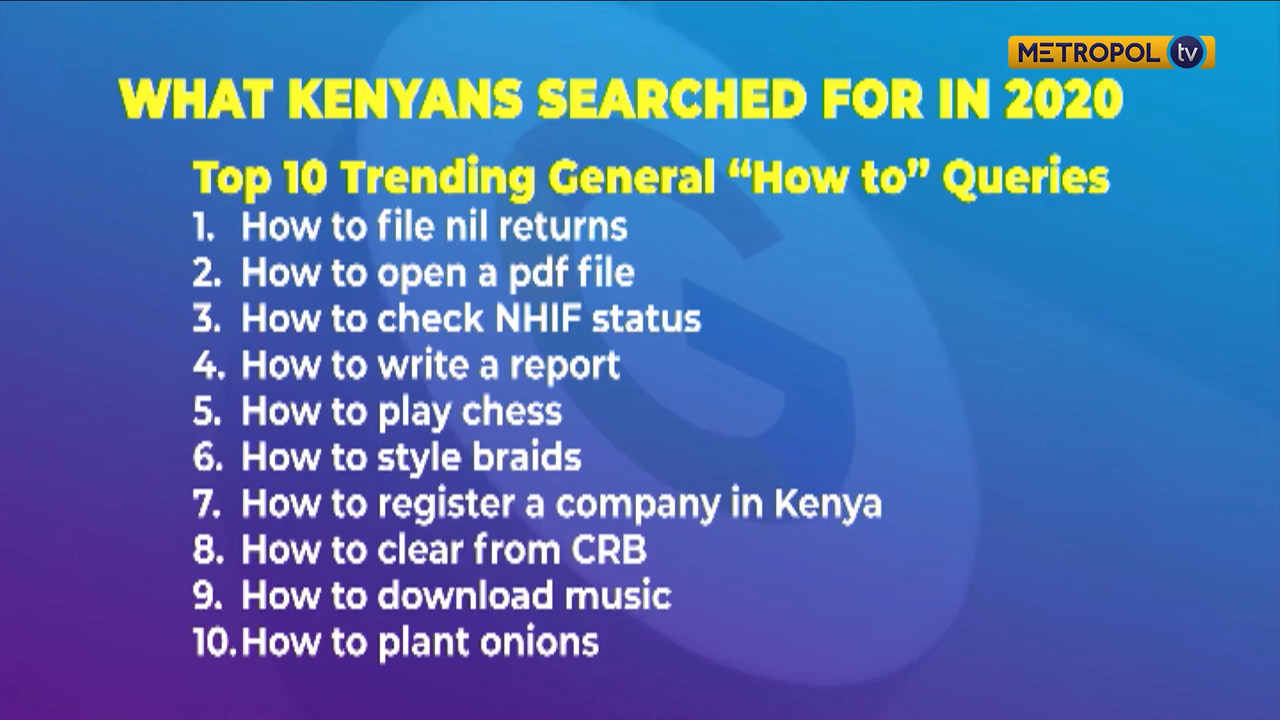 METROPOL tv
WHAT KENYANS SEARCHED FOR IN 2020
Top 10 Trending General “How to” Queries
1. How to file nil returns
2. How to open a pdf file
3. How to check NHIF status
4. How to write a report
5. How to play chess
6. How to style braids
7. How to register a company in Kenya
8. How to clear from CRB
9. How to download music
10. How to plant onions